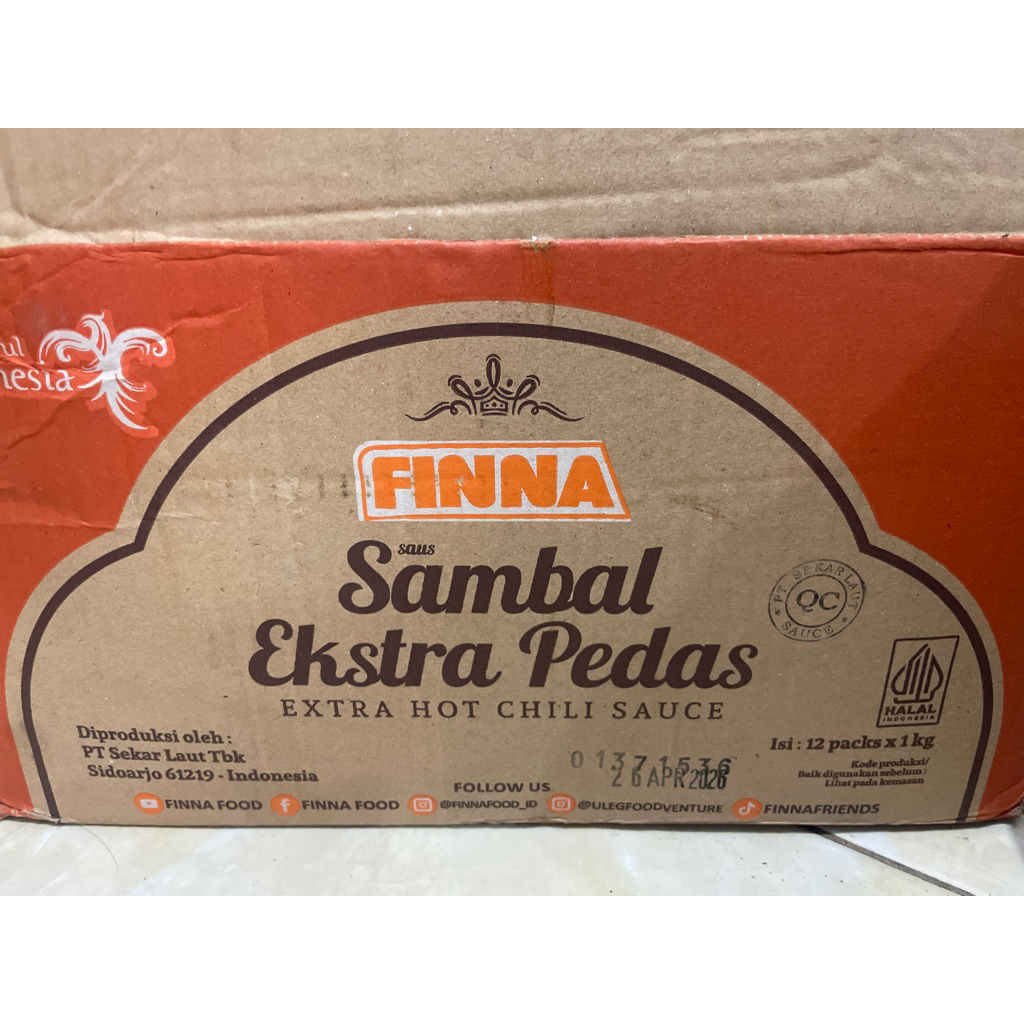 FINNA
saus
Sambal
Ekstra Pedas
EXTRA HOT CHILI SAUCE
PT. SEKAR LAUT
QC
SAUCE
HALAL
INDONESIA
Diproduksi oleh :
PT Sekar Laut Tbk
Sidoarjo 61219 - Indonesia
Isi : 12 packs x 1 kg
Kode produksi/
Baik digunakan sebelum :
Lihat pada kemasan
0 1371536
26 APR 2026
FOLLOW US
FINNA FOOD FINNA FOOD @FINNAFOOD_ID @ULEGFOODVENTURE FINNAFRIENDS